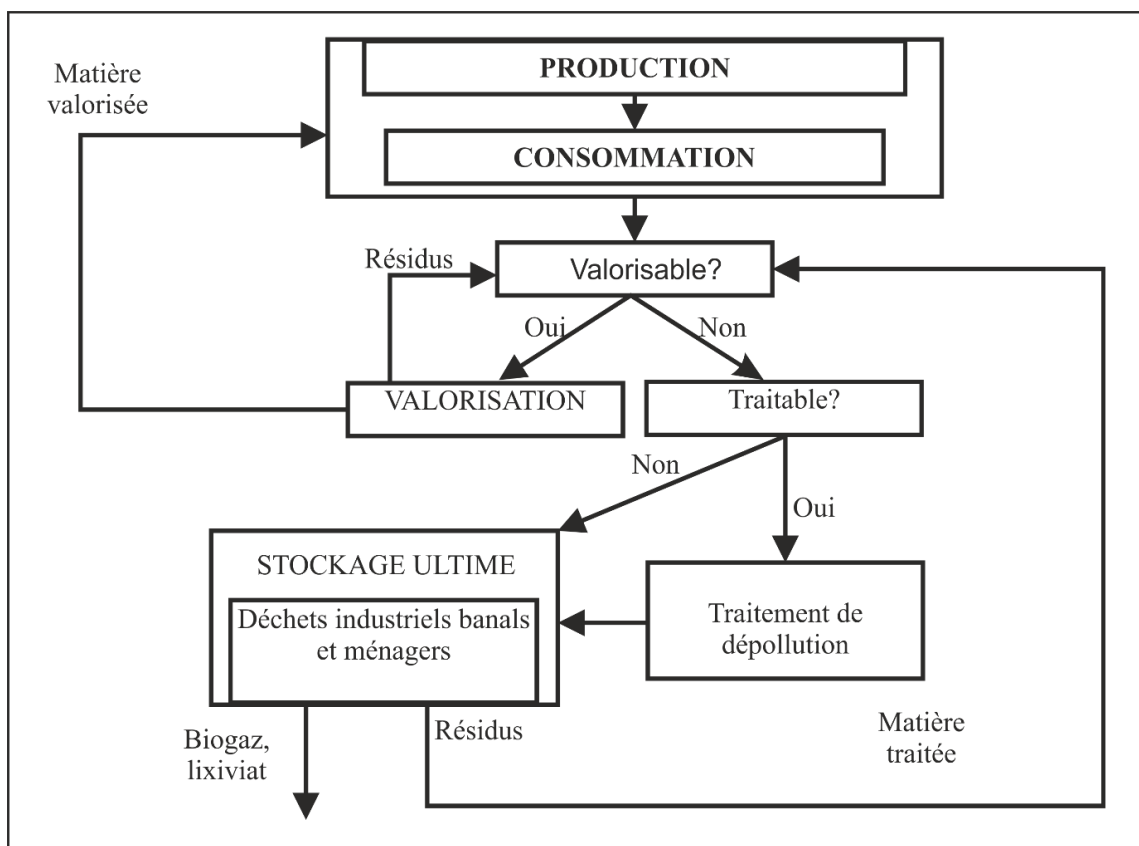 Matière
valorisée
PRODUCTION
CONSOMMATION
Résidus
Valorisable?
Oui
Non
VALORISATION
Traitable?
Non
Oui
STOCKAGE ULTIME
Déchets industriels banals
et ménagers
Traitement de
dépollution
Biogaz,
lixiviat
Résidus
Matière
traitée